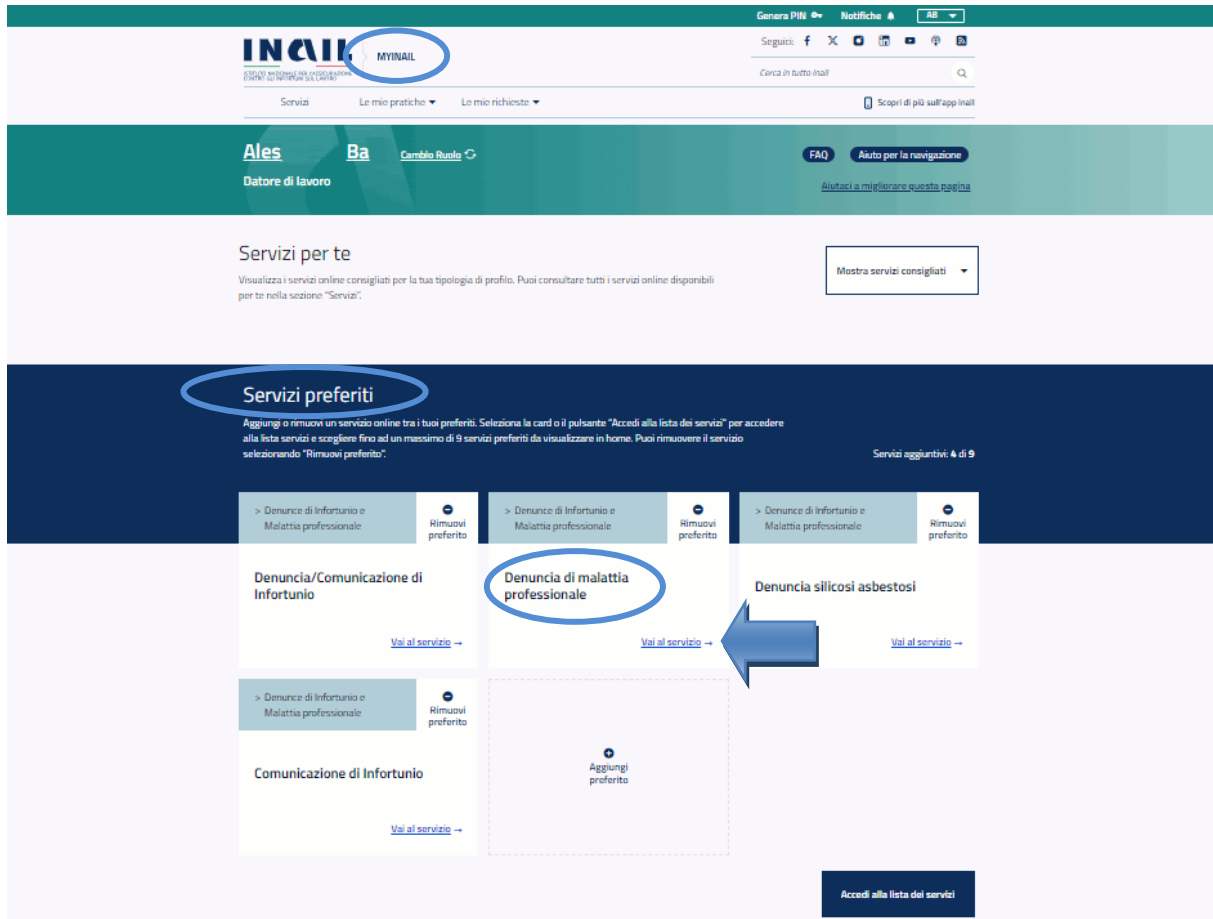 Genera PIN Notifiche AB
INAIL MYINAIL
ISTITUTO NAZIONALE PER L'ASSICURAZIONE
CONTRO GLI INFORTUNI SUL LAVORO
Seguici:
Cerca in tutto Inail
Servizi Le mie pratiche Le mie richieste Scopri di più sull'app inail
Ales Ba Cambio Ruolo FAQ Aiuto per la navigazione
Datore di lavoro Aiutaci a migliorare questa pagina
Servizi per te
Visualizza i servizi online consigliati per la tua tipologia di profilo. Puoi consultare tutti i servizi online disponibili
per te nella sezione "Servizi".
Mostra servizi consigliati
Servizi preferiti
Aggiungi o rimuovi un servizio online tra i tuoi preferiti. Seleziona la card o il pulsante "Accedi alla lista dei servizi" per accedere
alla lista servizi e scegliere fino ad un massimo di 9 servizi preferiti da visualizzare in home. Puoi rimuovere il servizio
selezionando "Rimuovi preferito".
Servizi aggiuntivi: 4 di 9
> Denunce di Infortunio e
Malattia professionale
Rimuovi
preferito
Denuncia/Comunicazione di
Infortunio
Vai al servizio →
> Denunce di Infortunio e
Malattia professionale
Rimuovi
preferito
Denuncia di malattia
professionale
Vai al servizio →
> Denunce di Infortunio e
Malattia professionale
Rimuovi
preferito
Denuncia silicosi asbestosi
Vai al servizio →
> Denunce di Infortunio e
Malattia professionale
Rimuovi
preferito
Comunicazione di Infortunio
Vai al servizio →
Aggiungi
preferito
Accedi alla lista dei servizi